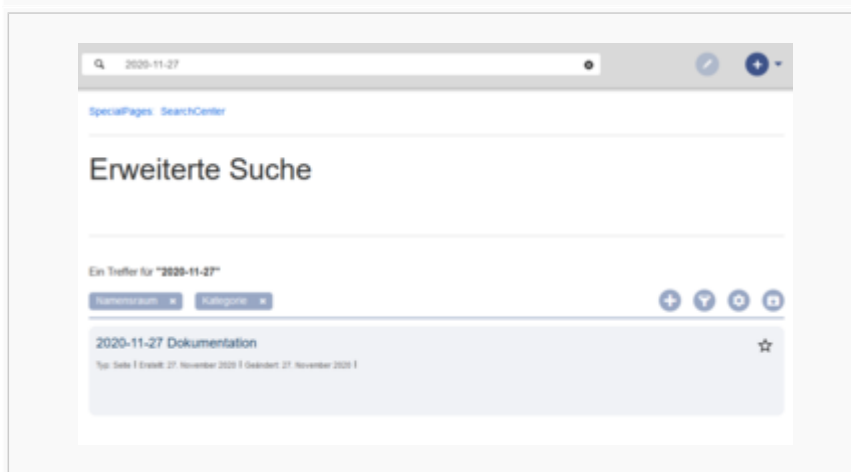 2020-11-27
SpecialPages SearchCenter
Erweiterte Suche
Ein Treffer für "2020-11-27"
Namensraum x Kategorie x
2020-11-27 Dokumentation
Typ: Seite | Erstellt: 27. November 2020 | Geändert: 27. November 2020 |